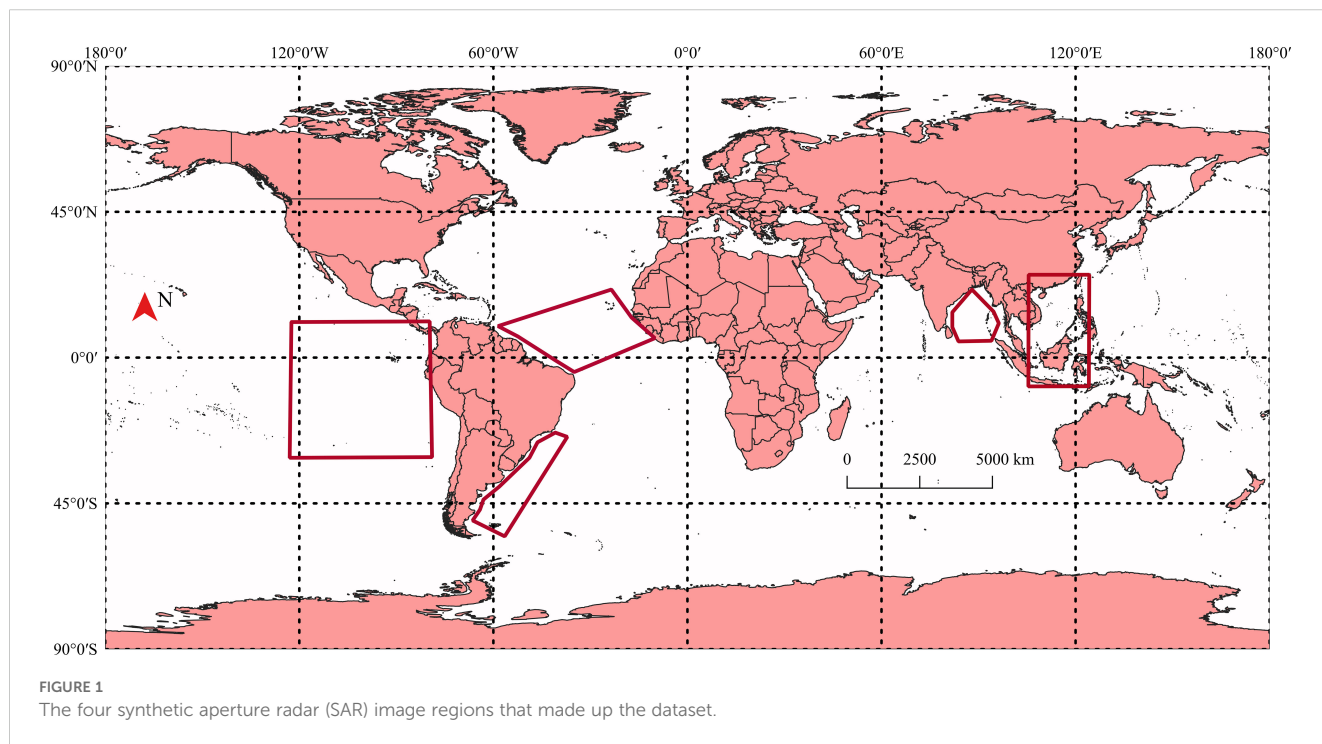 180°0′ 120°0′W 60°0′W 0°0′ 60°0′E 120°0′E 180°0′
90°0′N
45°0′N
N
0°0′
0 2500 5000 km
45°0′S
90°0′S
FIGURE 1
The four synthetic aperture radar (SAR) image regions that made up the dataset.